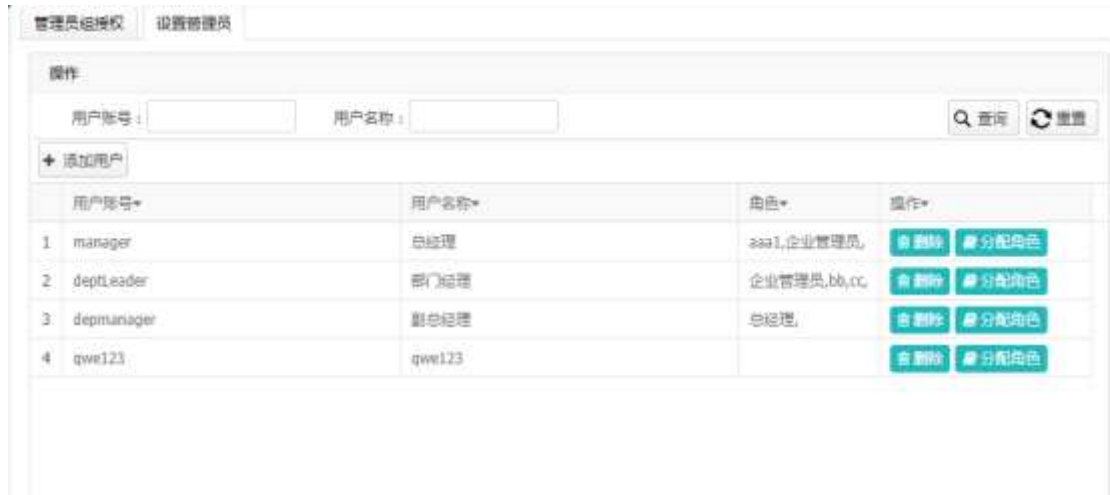 管理员组授权 设置管理员
操作
用户账号： 用户名称： 查询 重置
+ 添加用户
用户账号 用户名称 角色 操作
1 manager 总经理 aaa1,企业管理员, 删除 分配角色
2 deptLeader 部门经理 企业管理员,bb,cc, 删除 分配角色
3 depmanager 副总经理 总经理, 删除 分配角色
4 qwe123 qwe123 删除 分配角色